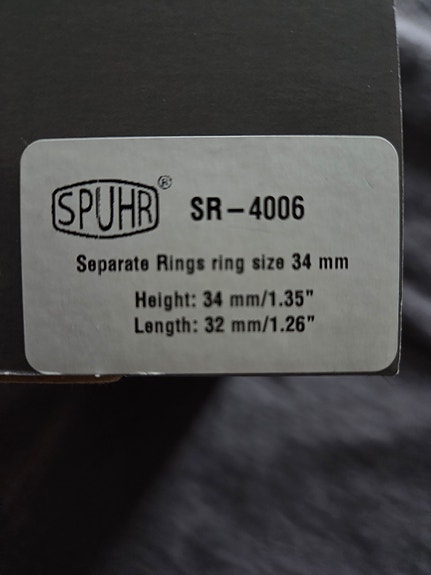 SPUHR® SR-4006
Separate Rings ring size 34 mm
Height: 34 mm/1.35"
Length: 32 mm/1.26"